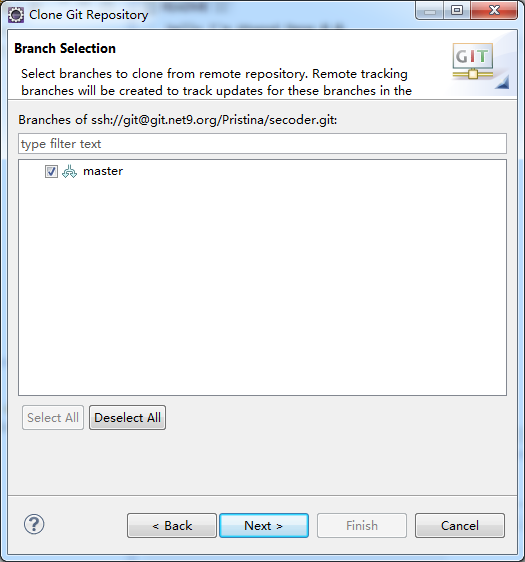 Clone Git Repository
Branch Selection
Select branches to clone from remote repository. Remote tracking
branches will be created to track updates for these branches in the
GIT
Branches of ssh://git@git.net9.org/Pristina/secoder.git:
type filter text
master
Select All
Deselect All
< Back
Next >
Finish
Cancel